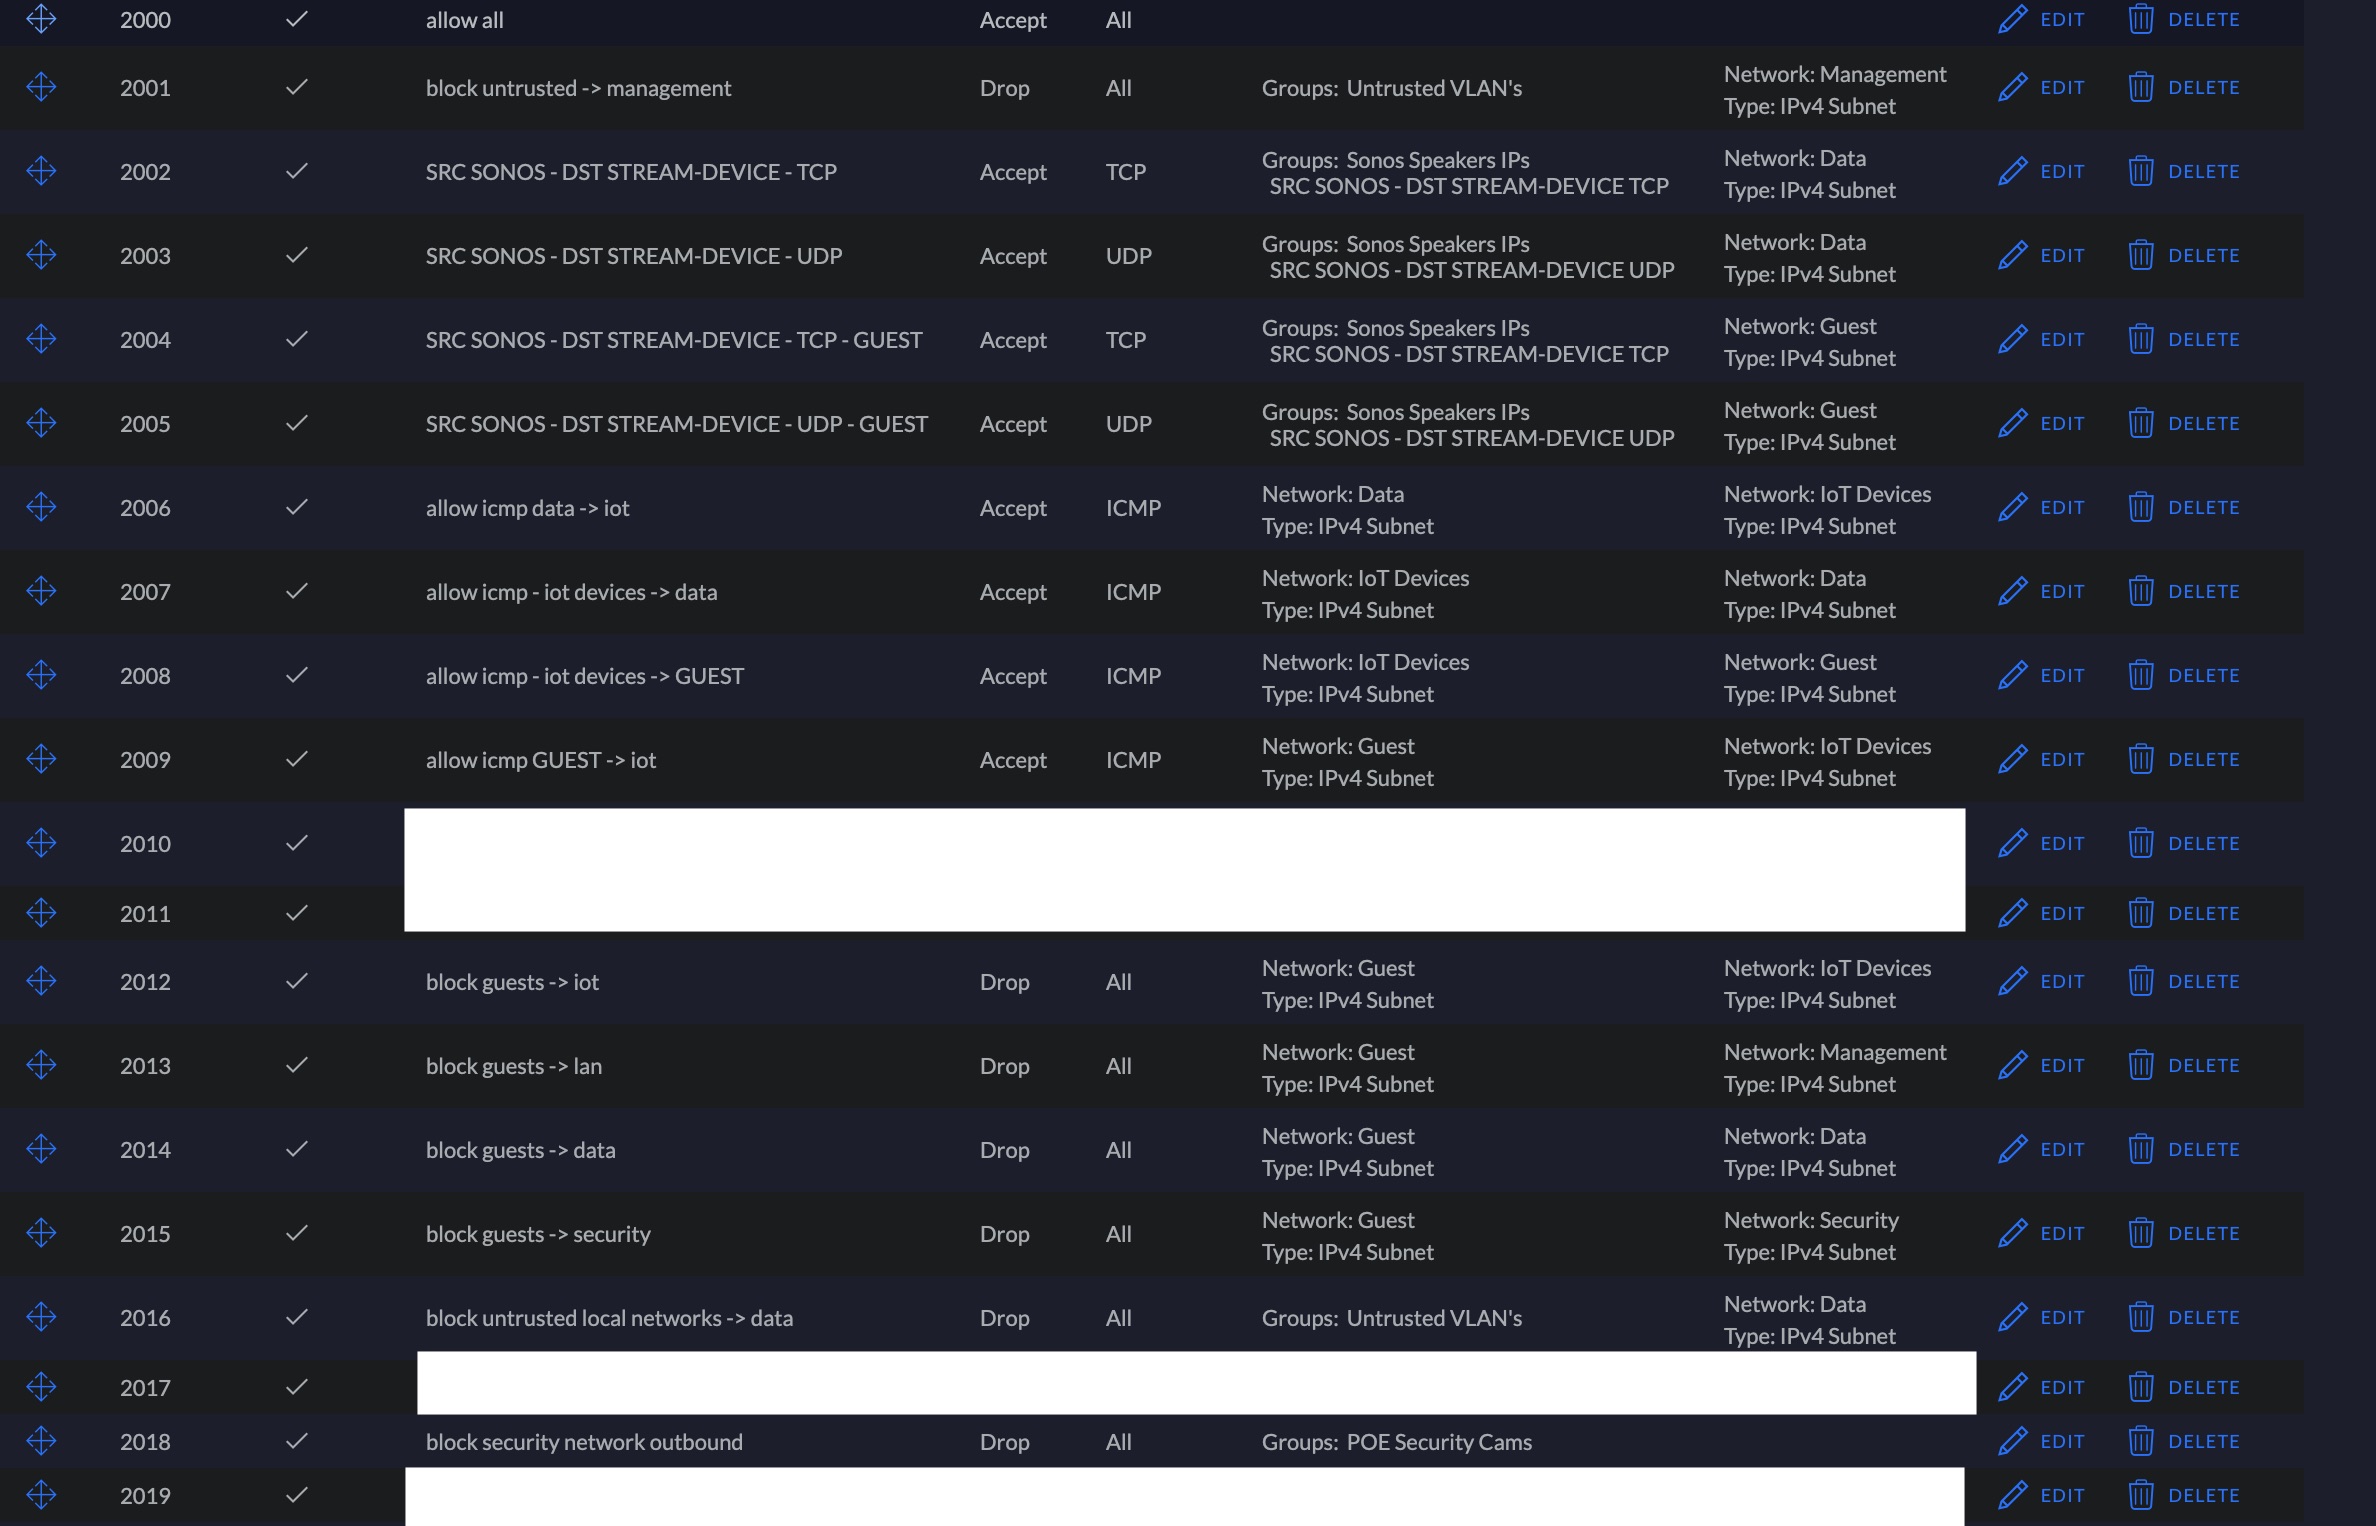 2000 allow all Accept All EDIT DELETE
2001 block untrusted -> management Drop All Groups: Untrusted VLAN's Network: Management EDIT DELETE
Type: IPv4 Subnet
2002 SRC SONOS - DST STREAM-DEVICE - TCP Accept TCP Groups: Sonos Speakers IPs Network: Data EDIT DELETE
SRC SONOS - DST STREAM-DEVICE TCP Type: IPv4 Subnet
2003 SRC SONOS - DST STREAM-DEVICE - UDP Accept UDP Groups: Sonos Speakers IPs Network: Data EDIT DELETE
SRC SONOS - DST STREAM-DEVICE UDP Type: IPv4 Subnet
2004 SRC SONOS - DST STREAM-DEVICE - TCP - GUEST Accept TCP Groups: Sonos Speakers IPs Network: Guest EDIT DELETE
SRC SONOS - DST STREAM-DEVICE TCP Type: IPv4 Subnet
2005 SRC SONOS - DST STREAM-DEVICE - UDP - GUEST Accept UDP Groups: Sonos Speakers IPs Network: Guest EDIT DELETE
SRC SONOS - DST STREAM-DEVICE UDP Type: IPv4 Subnet
2006 allow icmp data -> iot Accept ICMP Network: Data Network: IoT Devices EDIT DELETE
Type: IPv4 Subnet Type: IPv4 Subnet
2007 allow icmp - iot devices -> data Accept ICMP Network: IoT Devices Network: Data EDIT DELETE
Type: IPv4 Subnet Type: IPv4 Subnet
2008 allow icmp - iot devices -> GUEST Accept ICMP Network: IoT Devices Network: Guest EDIT DELETE
Type: IPv4 Subnet Type: IPv4 Subnet
2009 allow icmp GUEST -> iot Accept ICMP Network: Guest Network: IoT Devices EDIT DELETE
Type: IPv4 Subnet Type: IPv4 Subnet
2010 EDIT DELETE
2011 EDIT DELETE
2012 block guests -> iot Drop All Network: Guest Network: IoT Devices EDIT DELETE
Type: IPv4 Subnet Type: IPv4 Subnet
2013 block guests -> lan Drop All Network: Guest Network: Management EDIT DELETE
Type: IPv4 Subnet Type: IPv4 Subnet
2014 block guests -> data Drop All Network: Guest Network: Data EDIT DELETE
Type: IPv4 Subnet Type: IPv4 Subnet
2015 block guests -> security Drop All Network: Guest Network: Security EDIT DELETE
Type: IPv4 Subnet Type: IPv4 Subnet
2016 block untrusted local networks -> data Drop All Groups: Untrusted VLAN's Network: Data EDIT DELETE
Type: IPv4 Subnet
2017 EDIT DELETE
2018 block security network outbound Drop All Groups: POE Security Cams EDIT DELETE
2019 EDIT DELETE